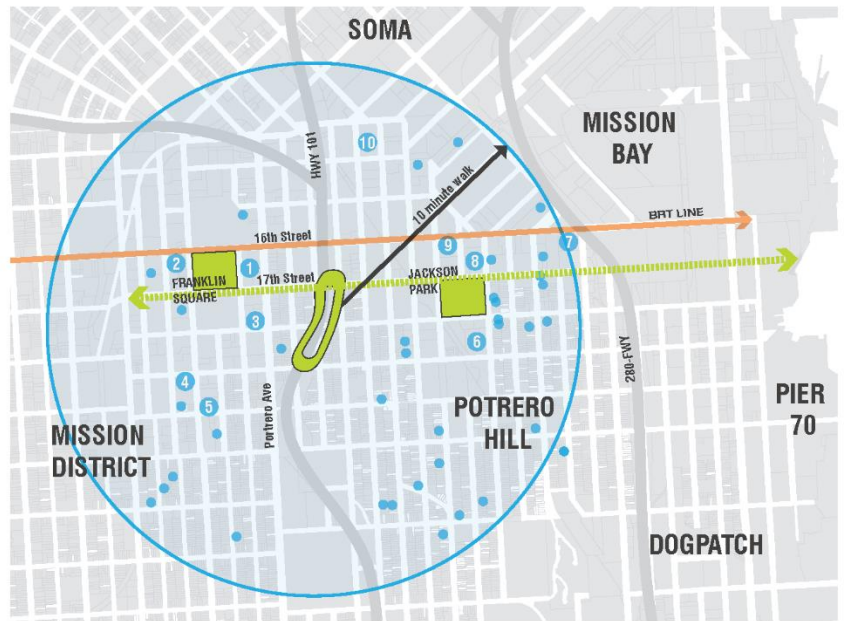 SOMA
HWY 101
10
MISSION
BAY
10 minute walk
BRT LINE
16th Street
9
7
2
1
8
FRANKLIN
SQUARE
17th Street
JACKSON
PARK
3
6
280-FWY
4
5
Portrero Ave
POTRERO
HILL
PIER
70
MISSION
DISTRICT
DOGPATCH